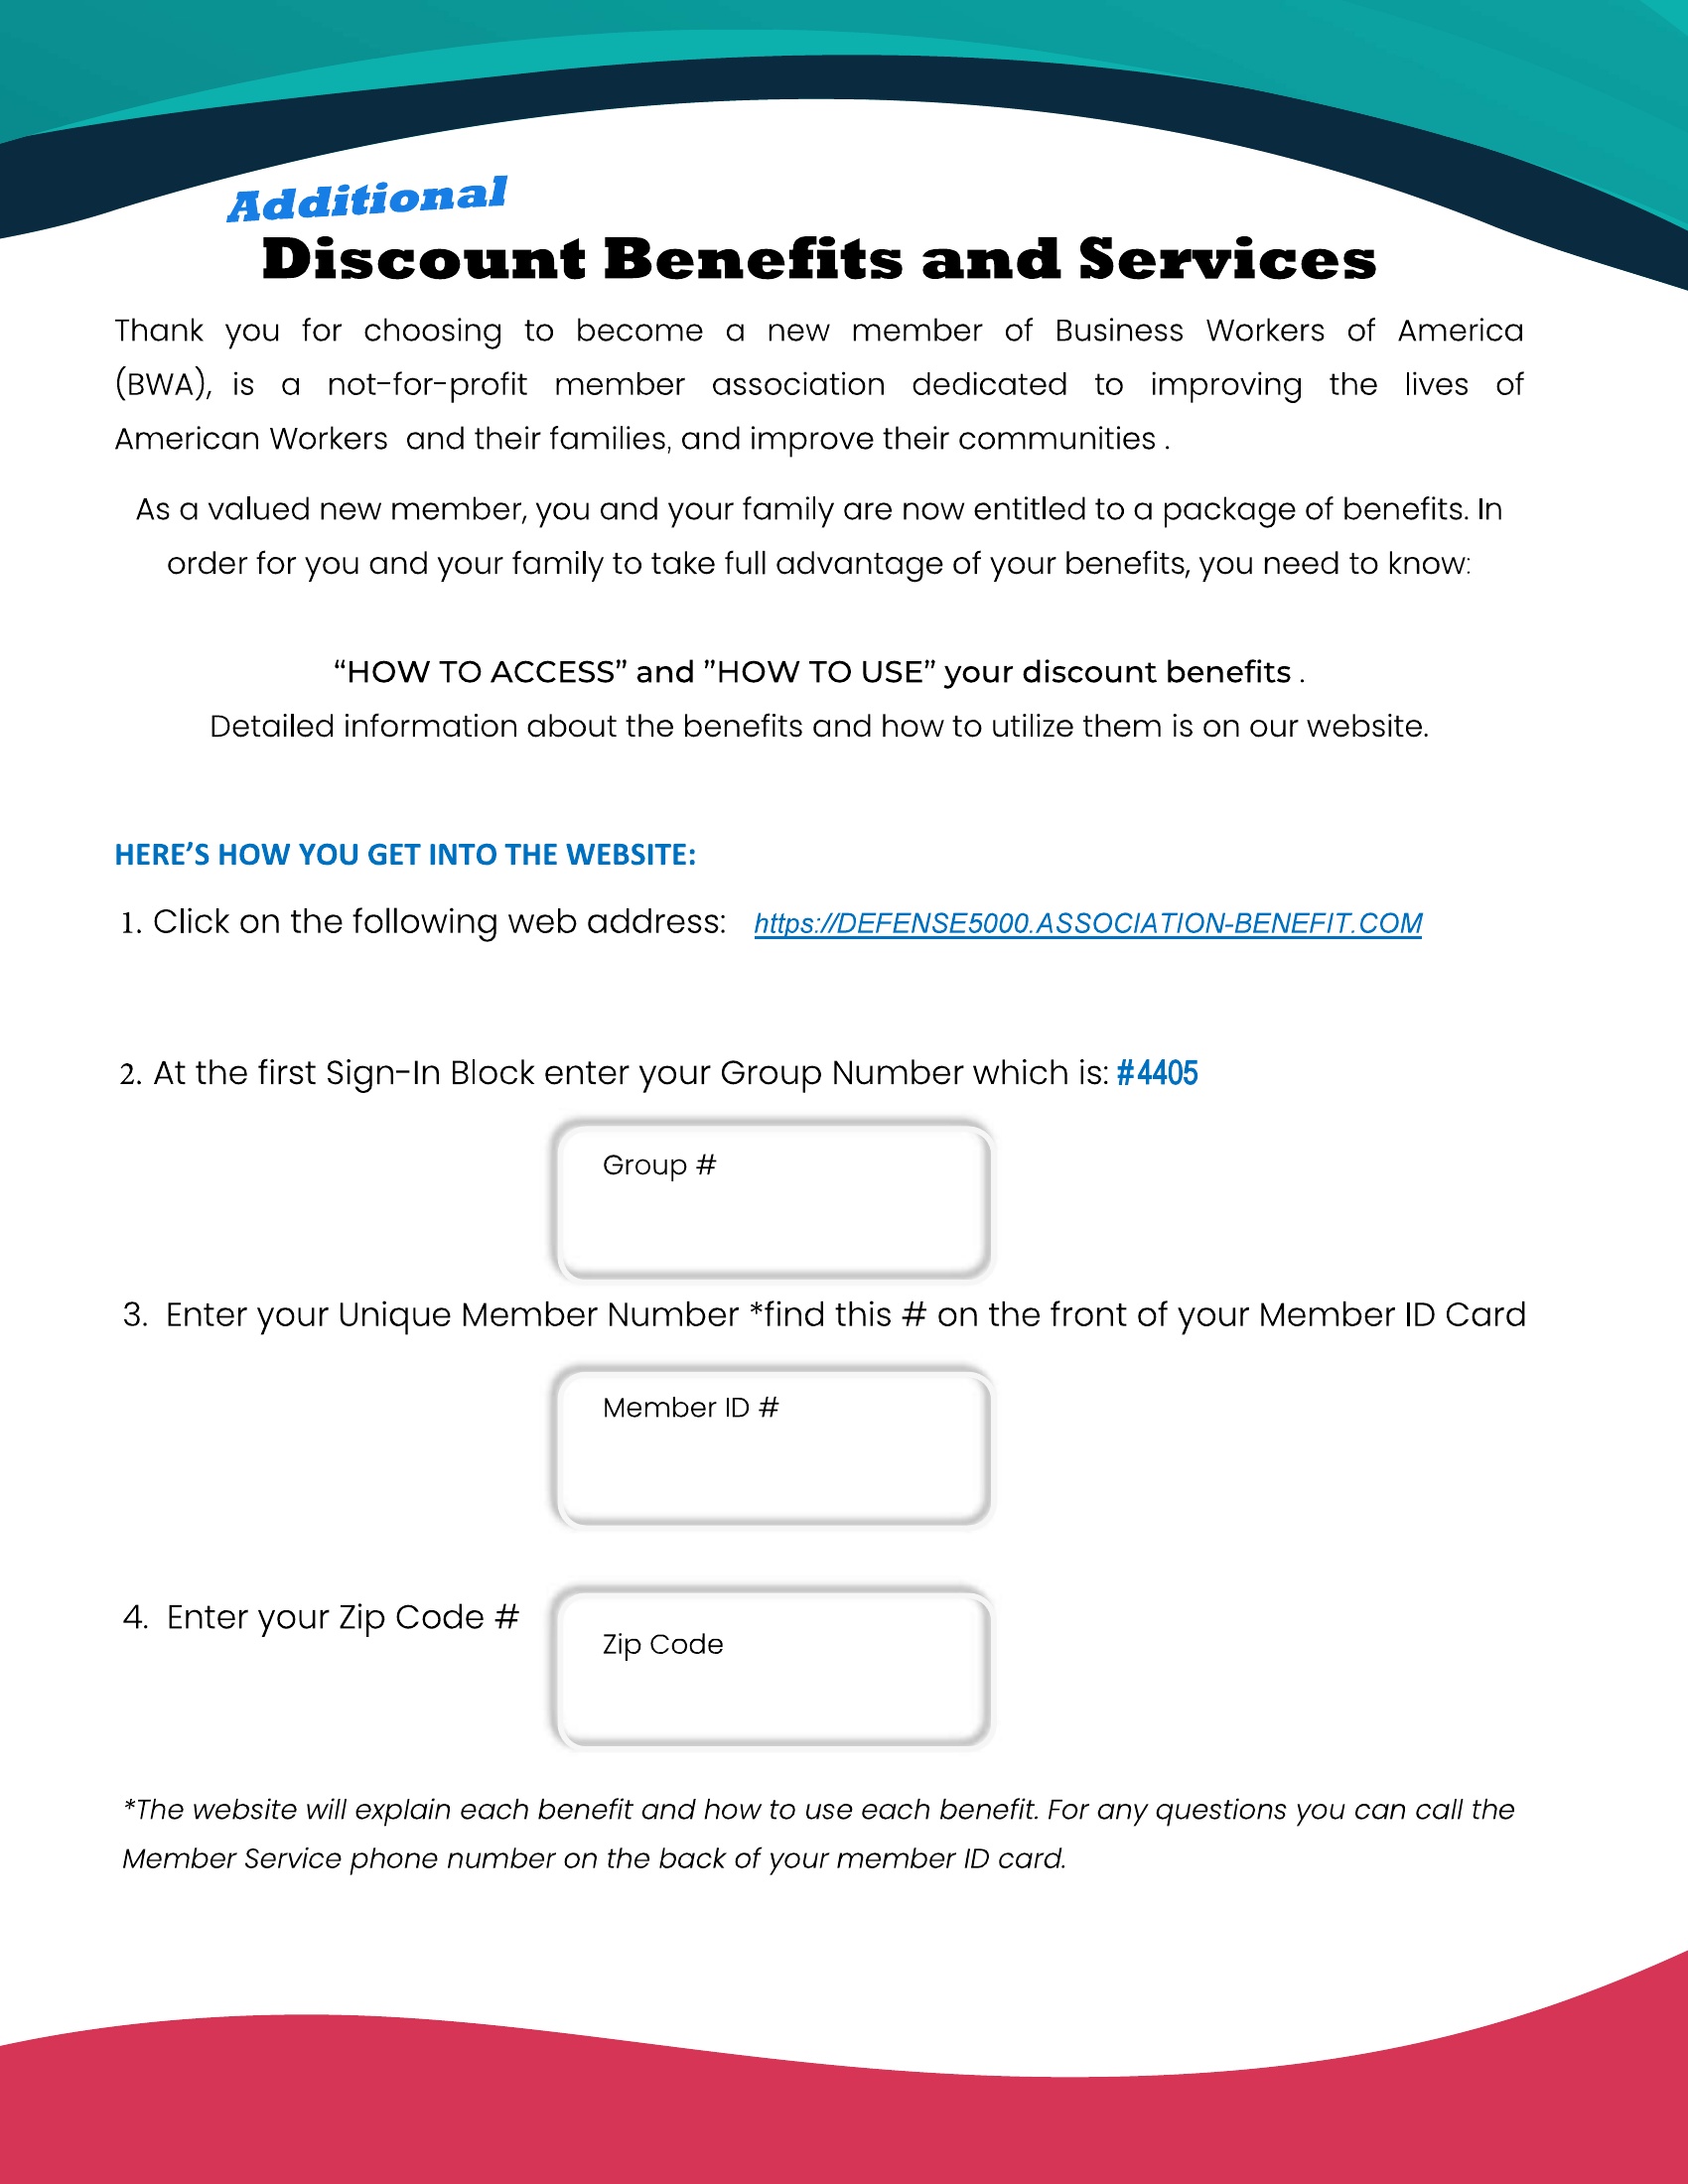 Additional
Discount Benefits and Services
Thank you for choosing to become a new member of Business Workers of America
(BWA), is a not-for-profit member association dedicated to improving the lives of
American Workers  and their families, and improve their communities .
As a valued new member, you and your family are now entitled to a package of benefits. In
order for you and your family to take full advantage of your benefits, you need to know:
“HOW TO ACCESS” and ”HOW TO USE” your discount benefits .
Detailed information about the benefits and how to utilize them is on our website.
HERE’S HOW YOU GET INTO THE WEBSITE:
1. Click on the following web address: https://DEFENSE5000.ASSOCIATION-BENEFIT.COM
2. At the first Sign-In Block enter your Group Number which is: #4405
Group #
3. Enter your Unique Member Number *find this # on the front of your Member ID Card
Member ID #
4. Enter your Zip Code #
Zip Code
*The website will explain each benefit and how to use each benefit. For any questions you can call the
Member Service phone number on the back of your member ID card.